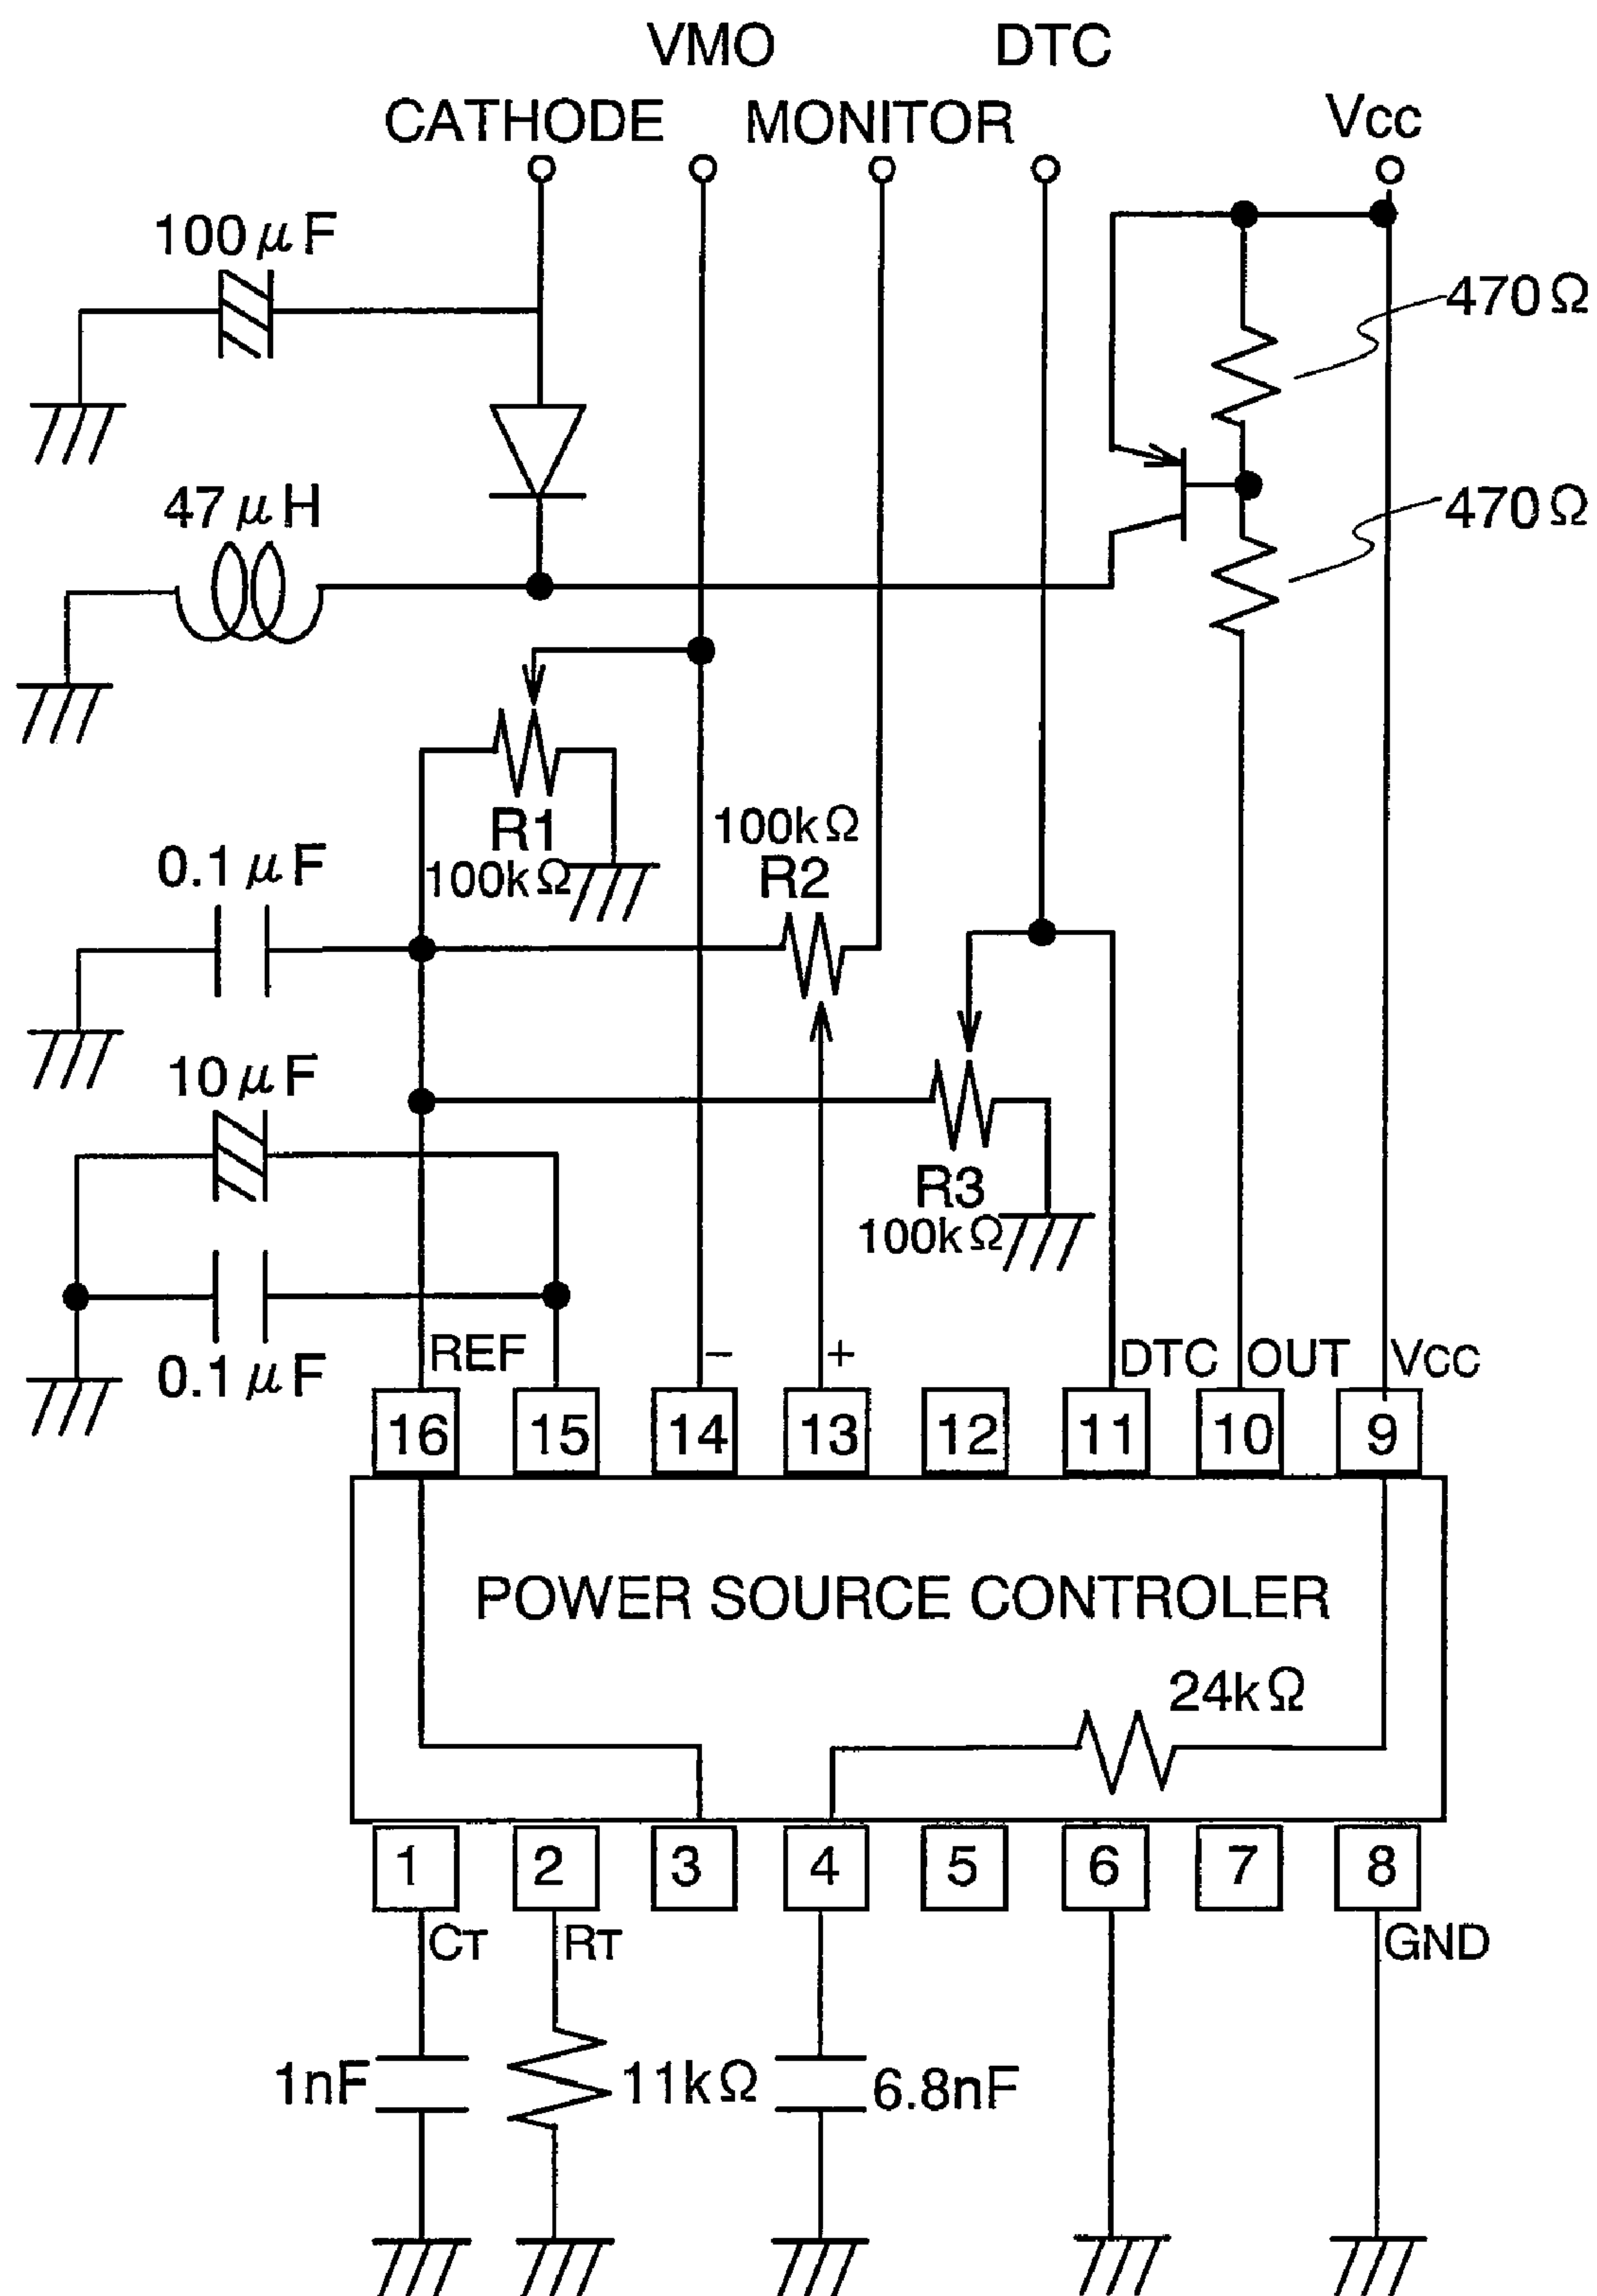 VMO
DTC
CATHODE
MONITOR
Vcc
100μF
470Ω
47μH
470Ω
R1
100kΩ
100kΩ
R2
0.1μF
10μF
R3
100kΩ
0.1μF
REF
−
+
DTC
OUT
Vcc
16
15
14
13
12
11
10
9
POWER SOURCE CONTROLER
24kΩ
1
2
3
4
5
6
7
8
CT
RT
GND
1nF
11kΩ
6.8nF